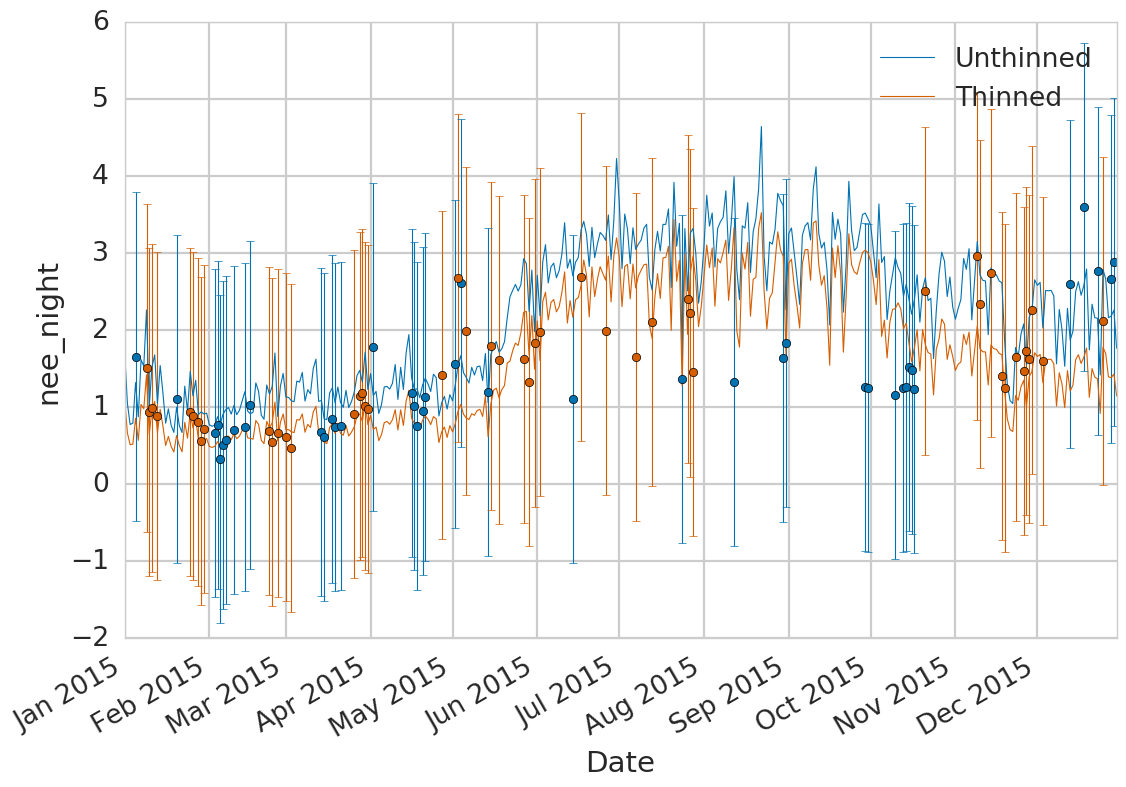 6
5
4
3
2
1
0
−1
−2
nee_night
Unthinned
Thinned
Jan 2015
Feb 2015
Mar 2015
Apr 2015
May 2015
Jun 2015
Jul 2015
Aug 2015
Sep 2015
Oct 2015
Nov 2015
Dec 2015
Date